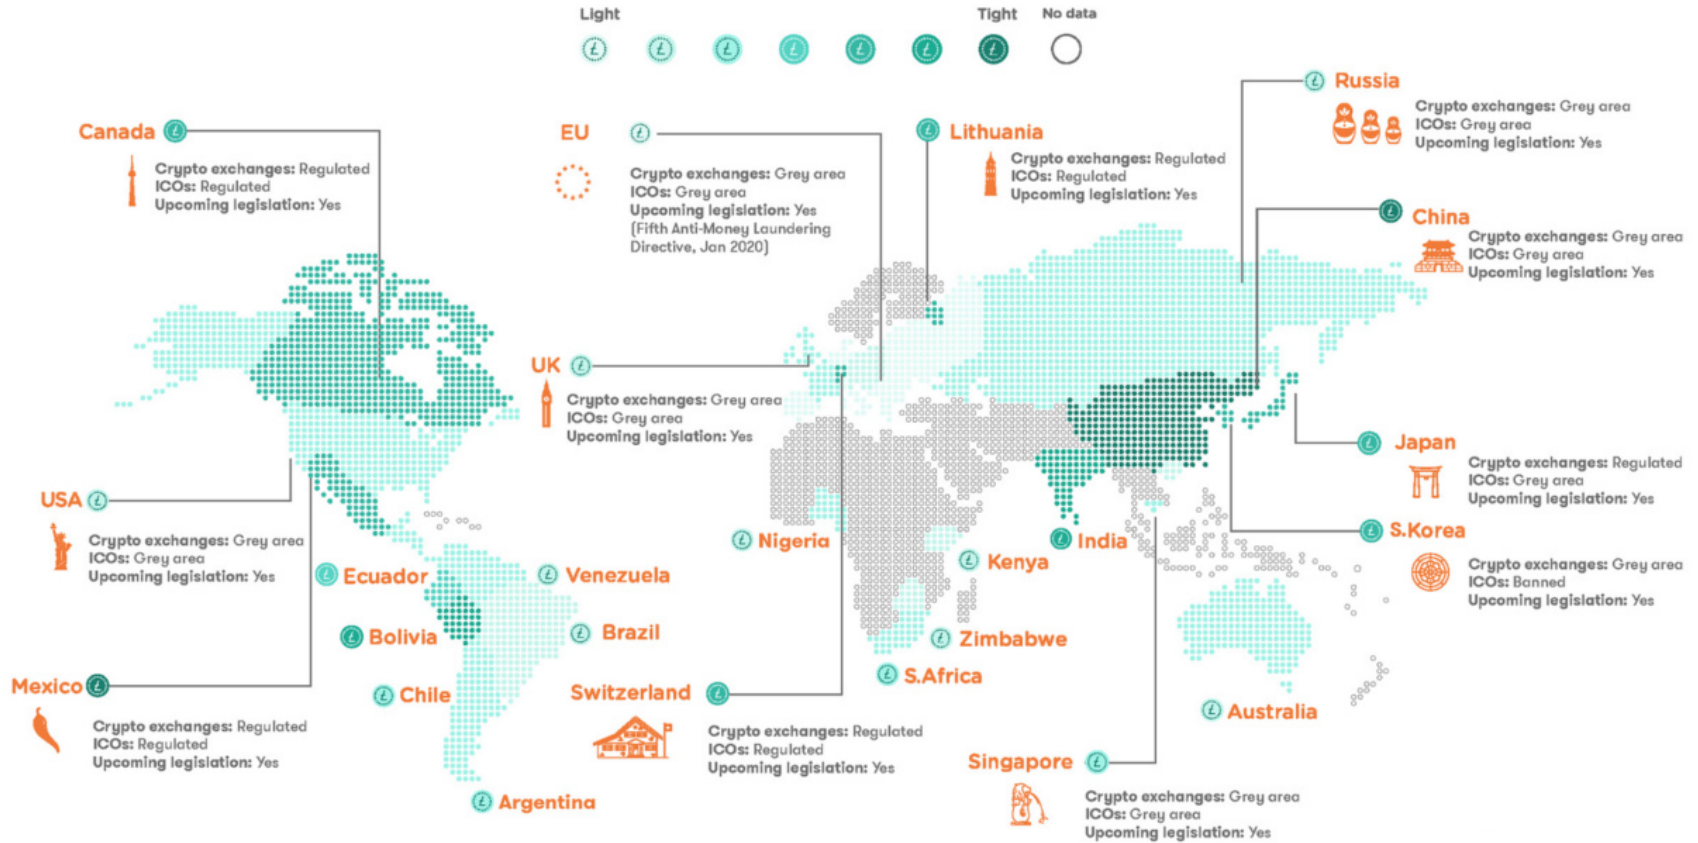 Light
Tight
No data
Canada
Crypto exchanges: Regulated
ICOs: Regulated
Upcoming legislation: Yes
EU
Crypto exchanges: Grey area
ICOs: Grey area
Upcoming legislation: Yes
(Fifth Anti-Money Laundering
Directive, Jan 2020)
Lithuania
Crypto exchanges: Regulated
ICOs: Regulated
Upcoming legislation: Yes
Russia
Crypto exchanges: Grey area
ICOs: Grey area
Upcoming legislation: Yes
China
Crypto exchanges: Grey area
ICOs: Grey area
Upcoming legislation: Yes
UK
Crypto exchanges: Grey area
ICOs: Grey area
Upcoming legislation: Yes
Japan
Crypto exchanges: Regulated
ICOs: Grey area
Upcoming legislation: Yes
USA
Crypto exchanges: Grey area
ICOs: Grey area
Upcoming legislation: Yes
Nigeria
India
Kenya
S.Korea
Crypto exchanges: Grey area
ICOs: Banned
Upcoming legislation: Yes
Ecuador
Venezuela
Bolivia
Brazil
Zimbabwe
S.Africa
Mexico
Crypto exchanges: Regulated
ICOs: Regulated
Upcoming legislation: Yes
Chile
Switzerland
Crypto exchanges: Regulated
ICOs: Regulated
Upcoming legislation: Yes
Australia
Singapore
Crypto exchanges: Grey area
ICOs: Grey area
Upcoming legislation: Yes
Argentina